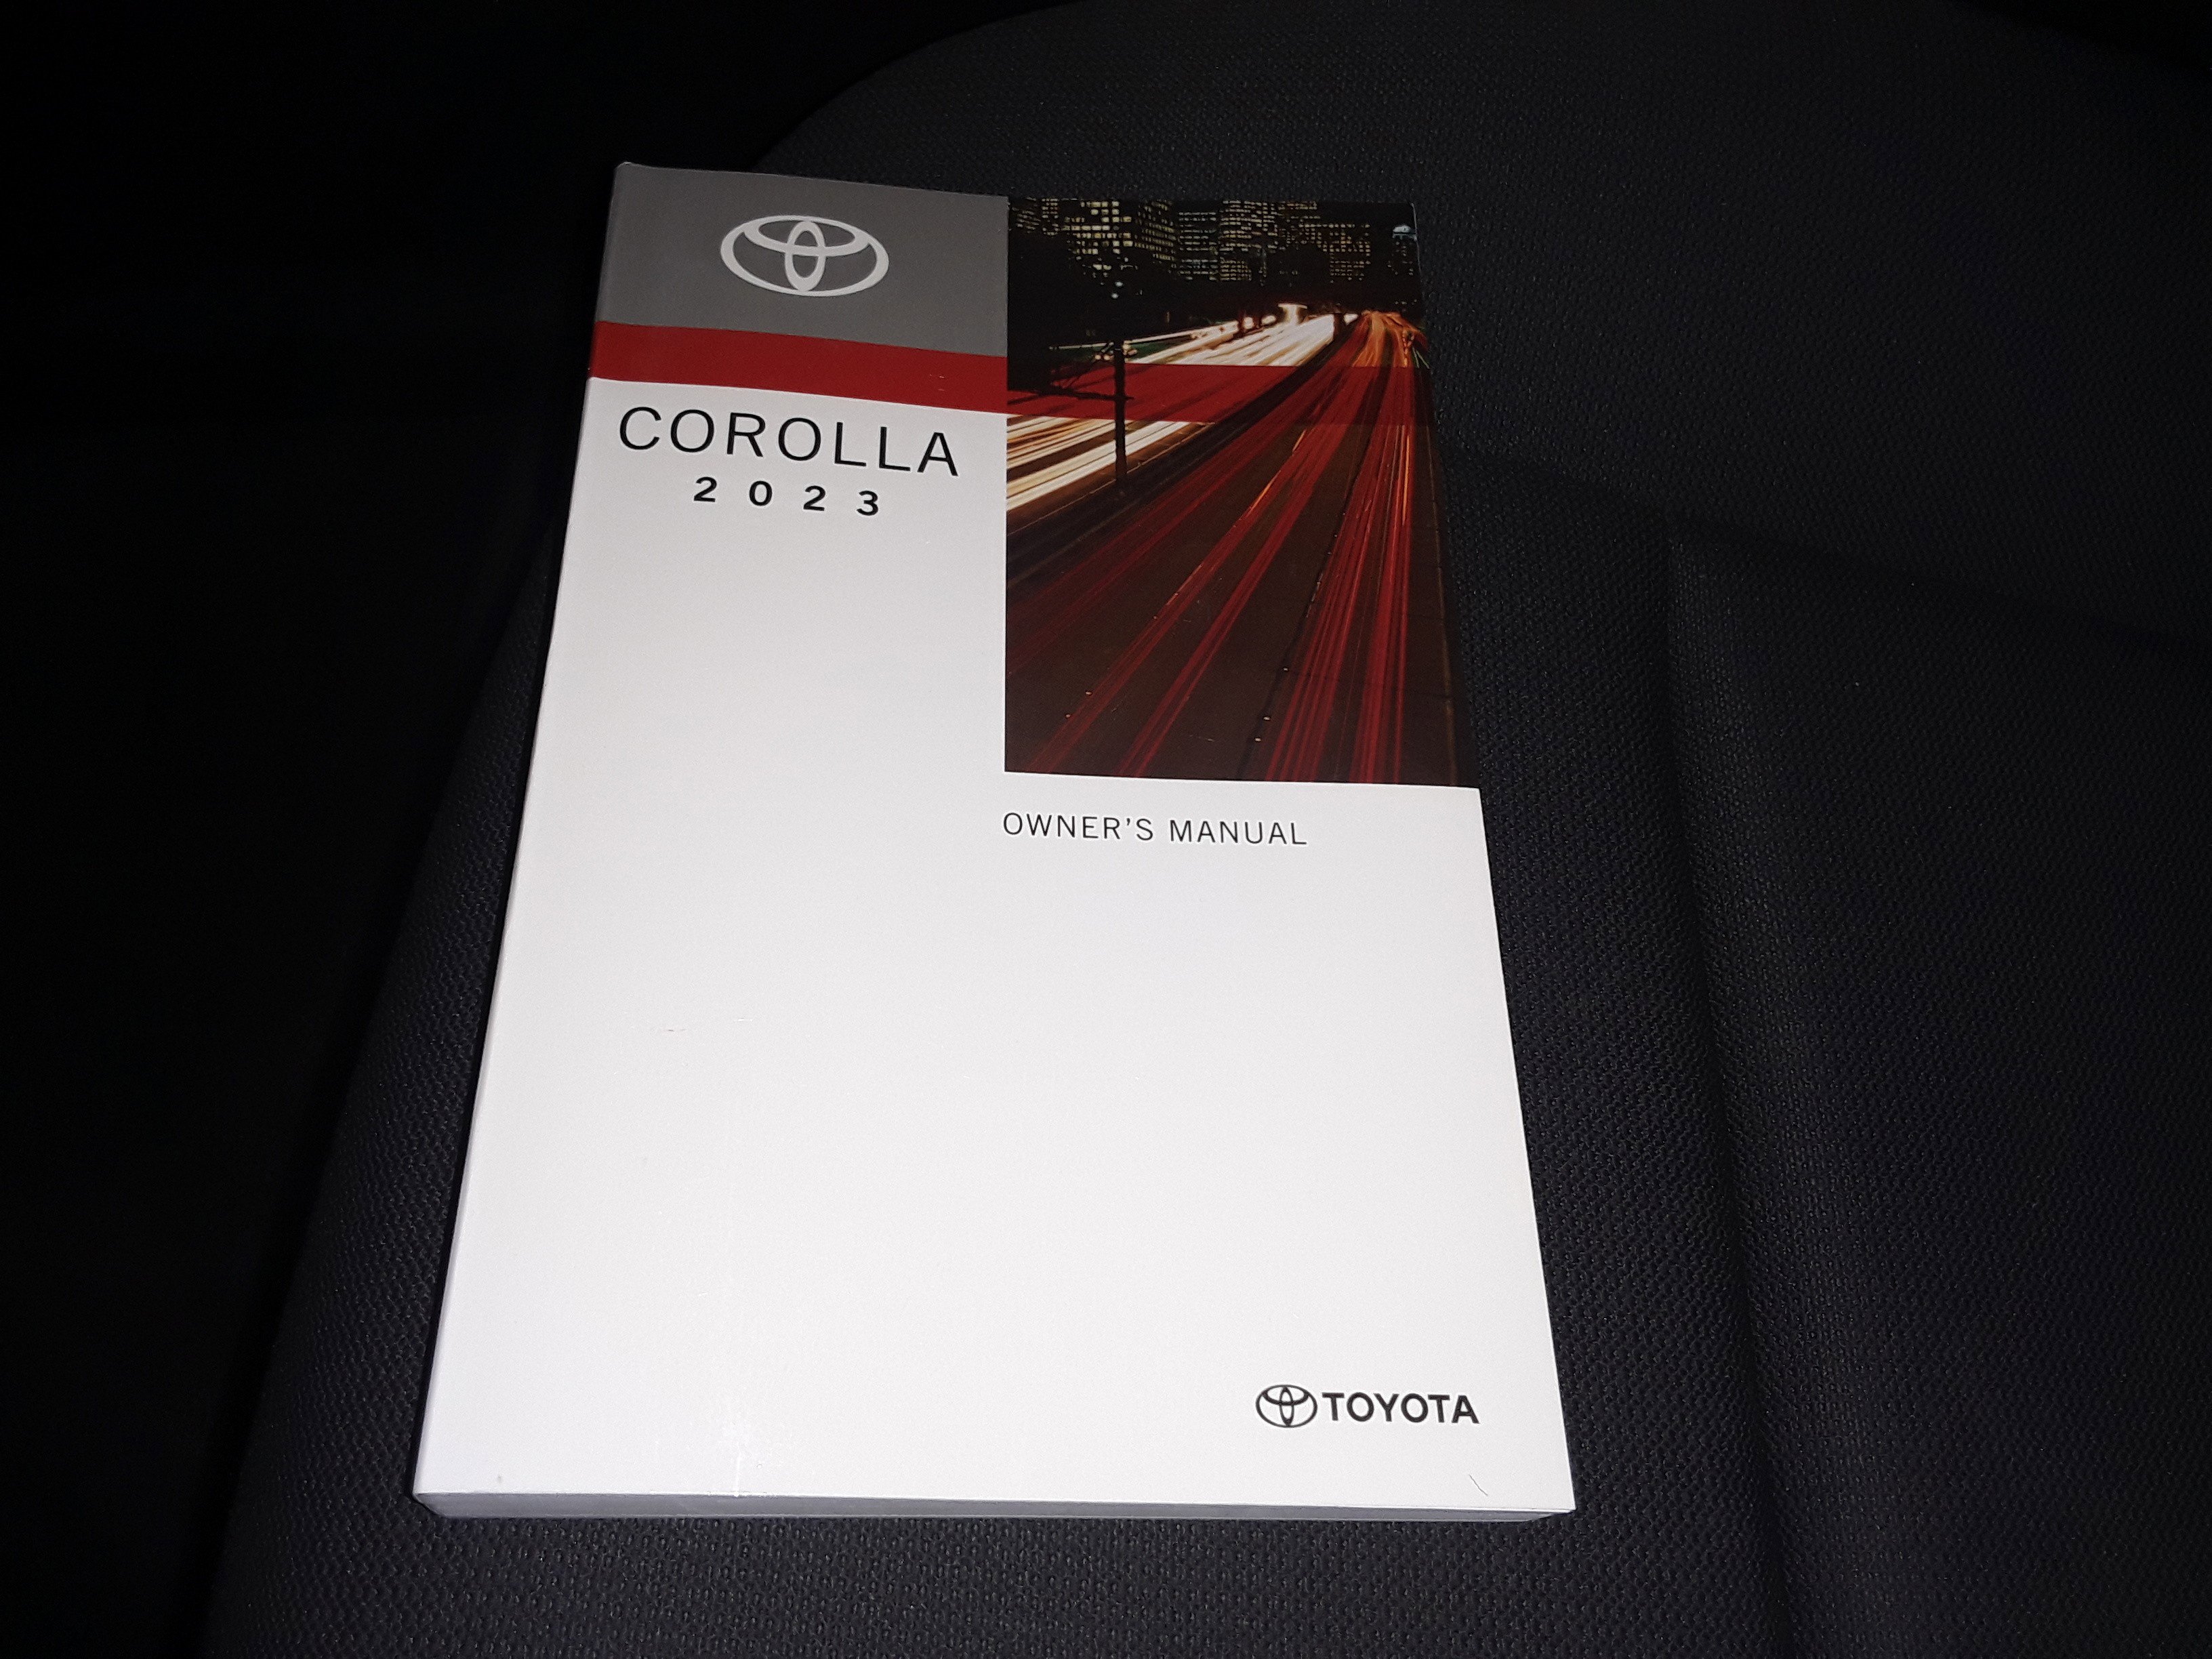 COROLLA
2023
OWNER'S MANUAL
TOYOTA